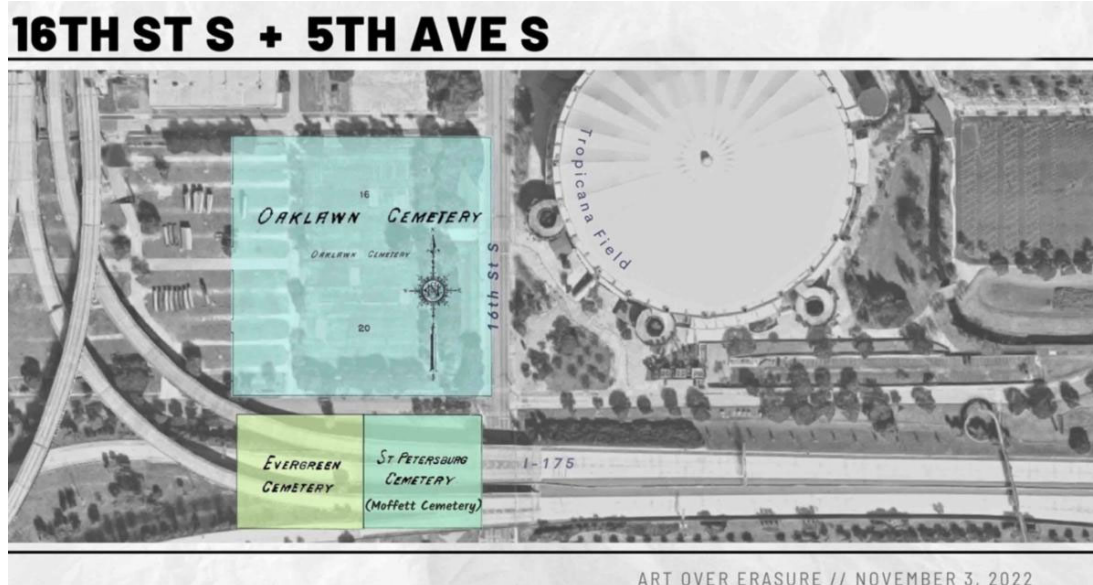 16TH ST S + 5TH AVE S
Tropicana Field
16
OAKLAWN CEMETERY
OAKLAWN CEMETERY
16th St S
N
20
EVERGREEN
CEMETERY
ST. PETERSBURG
CEMETERY
(Moffett Cemetery)
I-175
ART OVER ERASURE // NOVEMBER 3, 2022